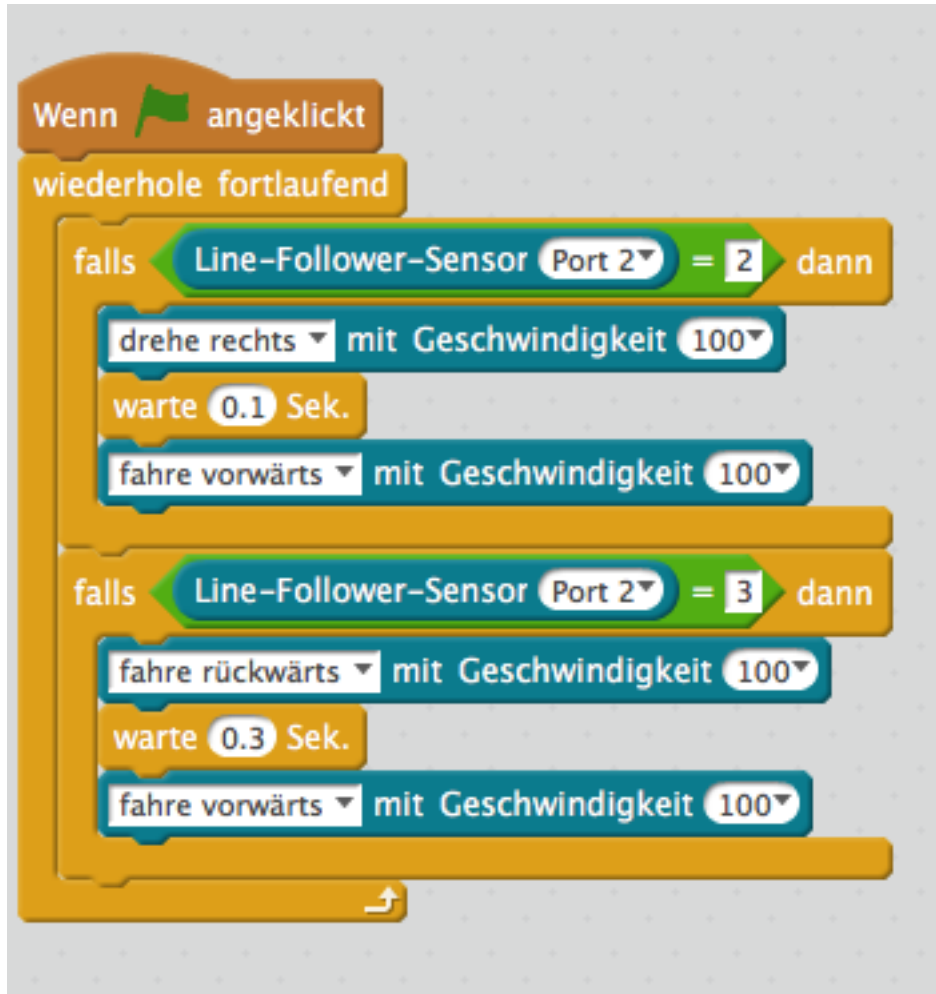 Wenn angeklickt
wiederhole fortlaufend
falls Line-Follower-Sensor Port 2 = 2 dann
drehe rechts mit Geschwindigkeit 100
warte 0.1 Sek.
fahre vorwärts mit Geschwindigkeit 100
falls Line-Follower-Sensor Port 2 = 3 dann
fahre rückwärts mit Geschwindigkeit 100
warte 0.3 Sek.
fahre vorwärts mit Geschwindigkeit 100